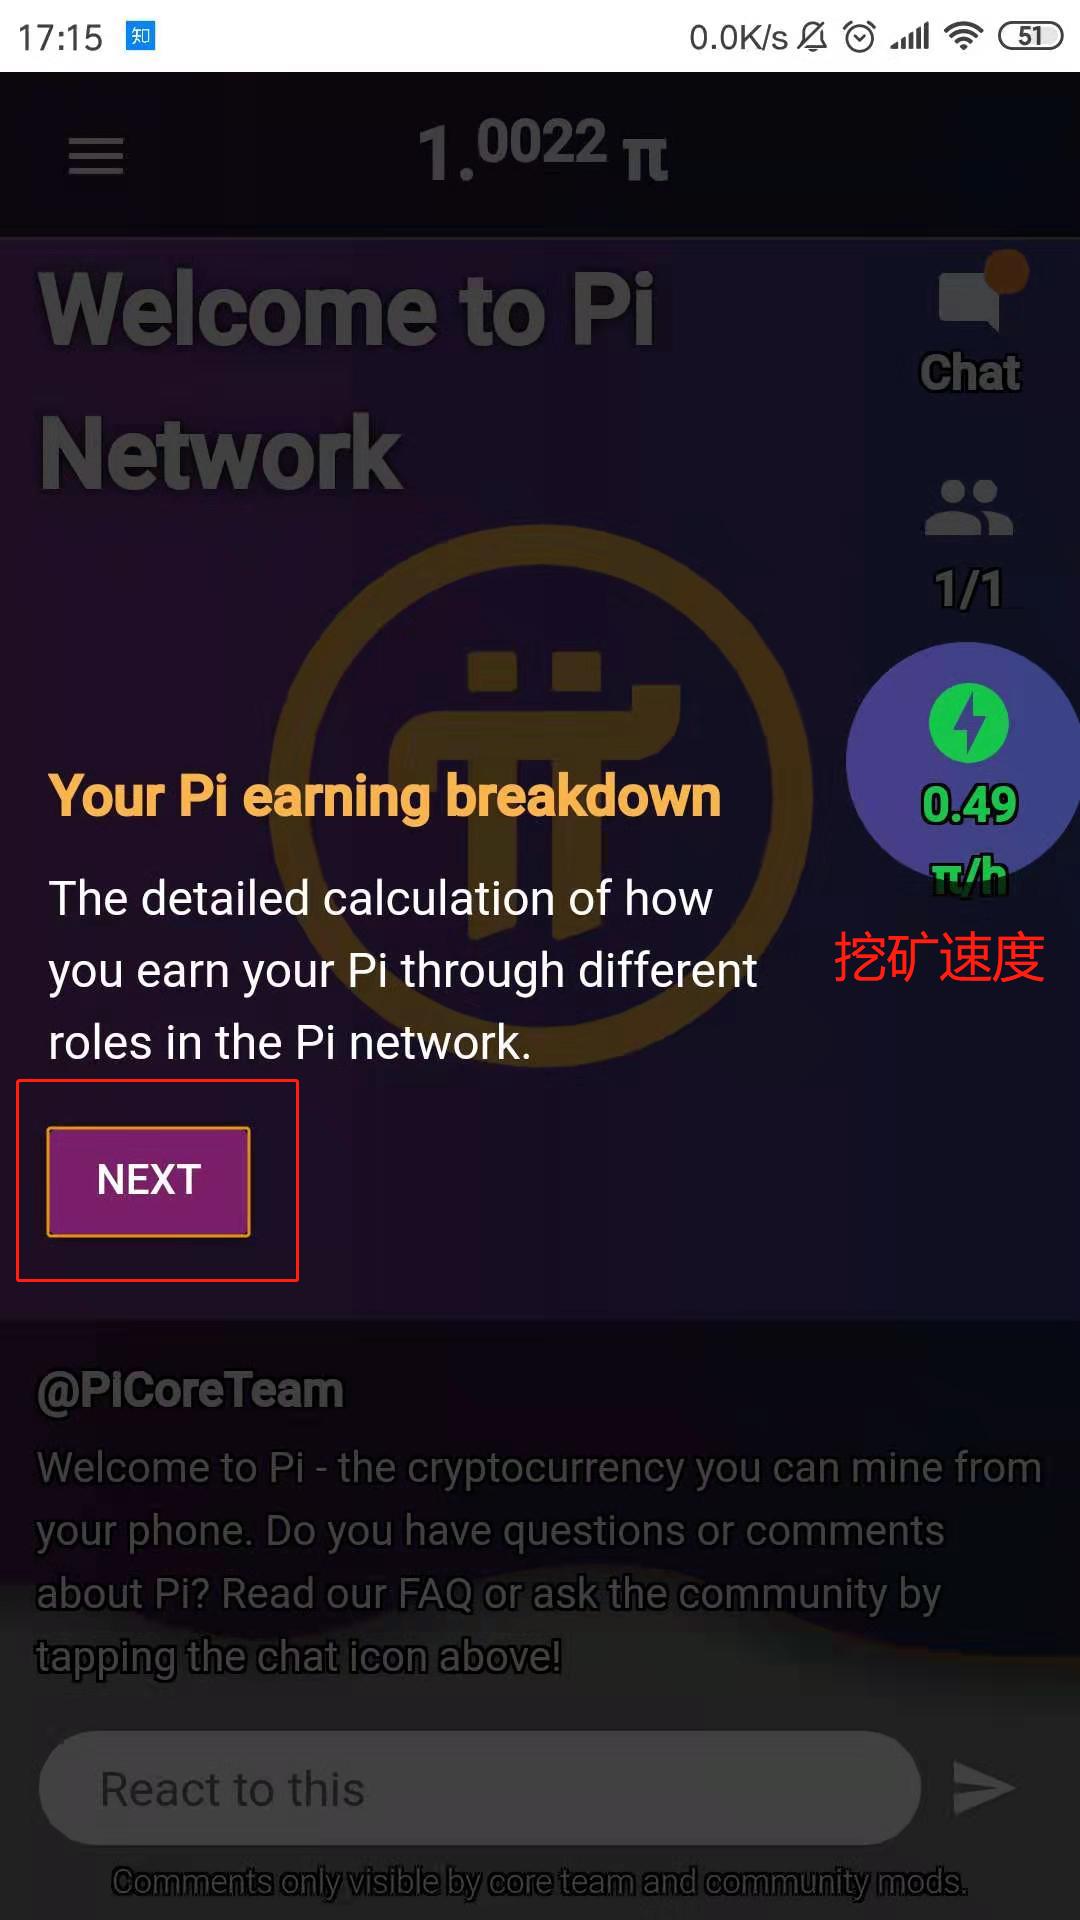 17:15 知 0.0K/s 51
1.0022 π
Welcome to Pi
Network
Chat
1/1
0.49
π/h
挖矿速度
Your Pi earning breakdown
The detailed calculation of how
you earn your Pi through different
roles in the Pi network.
NEXT
@PiCoreTeam
Welcome to Pi - the cryptocurrency you can mine from
your phone. Do you have questions or comments
about Pi? Read our FAQ or ask the community by
tapping the chat icon above!
React to this
Comments only visible by core team and community mods.